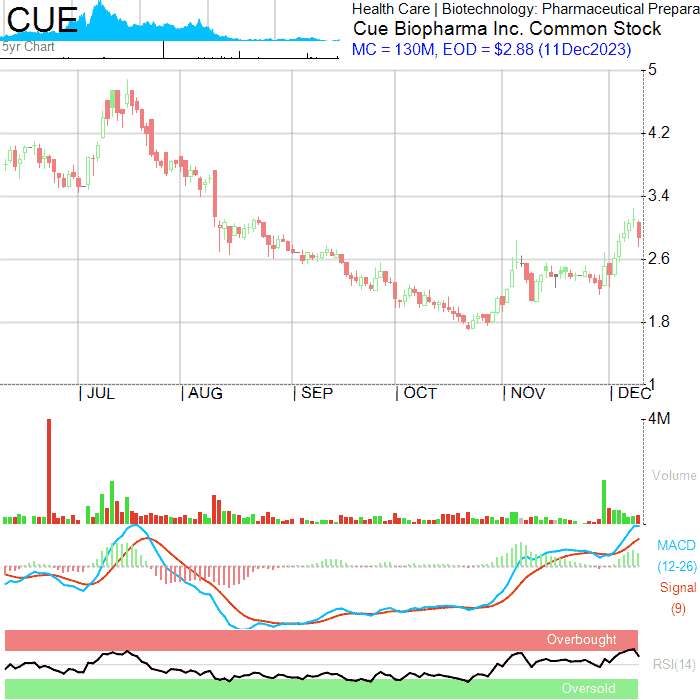 CUE
5yr Chart
Health Care | Biotechnology: Pharmaceutical Prepara
Cue Biopharma Inc. Common Stock
MC = 130M, EOD = $2.88 (11Dec2023)
5
4.2
3.4
2.6
1.8
1
| JUL | AUG | SEP | OCT | NOV | DEC
4M
Volume
MACD
(12-26)
Signal
(9)
Overbought
RSI(14)
Oversold